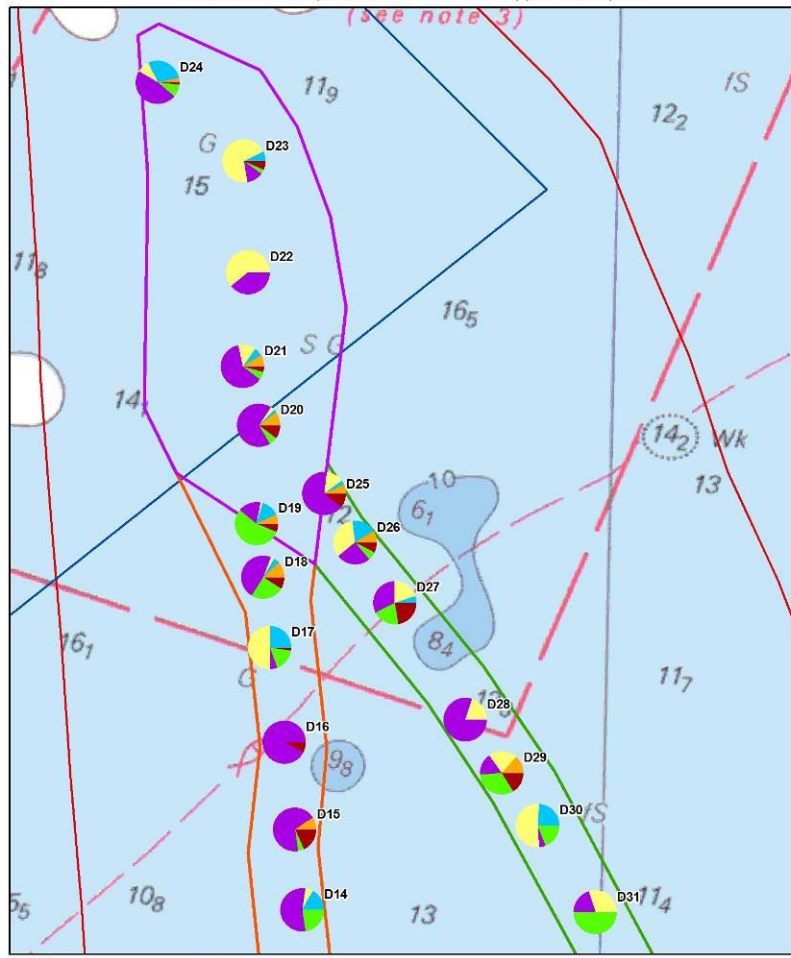 (see note 3)
D24
11₉
fS
12₂
G
D23
15
D22
11₈
16₅
D21
S G
14₁
D20
14₂ Wk
13
D25
10
6₁
12
D19
D26
D18
D27
16₁
D17
8₄
G
11₇
D28
D16
9₈
D29
D30
fS
D15
10₈
D14
13
D31
11₄
5₅